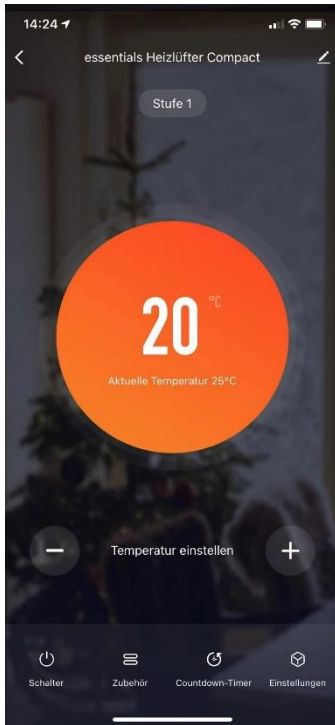 14:24
essentials Heizlüfter Compact
Stufe 1
20 °C
Aktuelle Temperatur 25°C
Temperatur einstellen
Schalter Zubehör Countdown-Timer Einstellungen